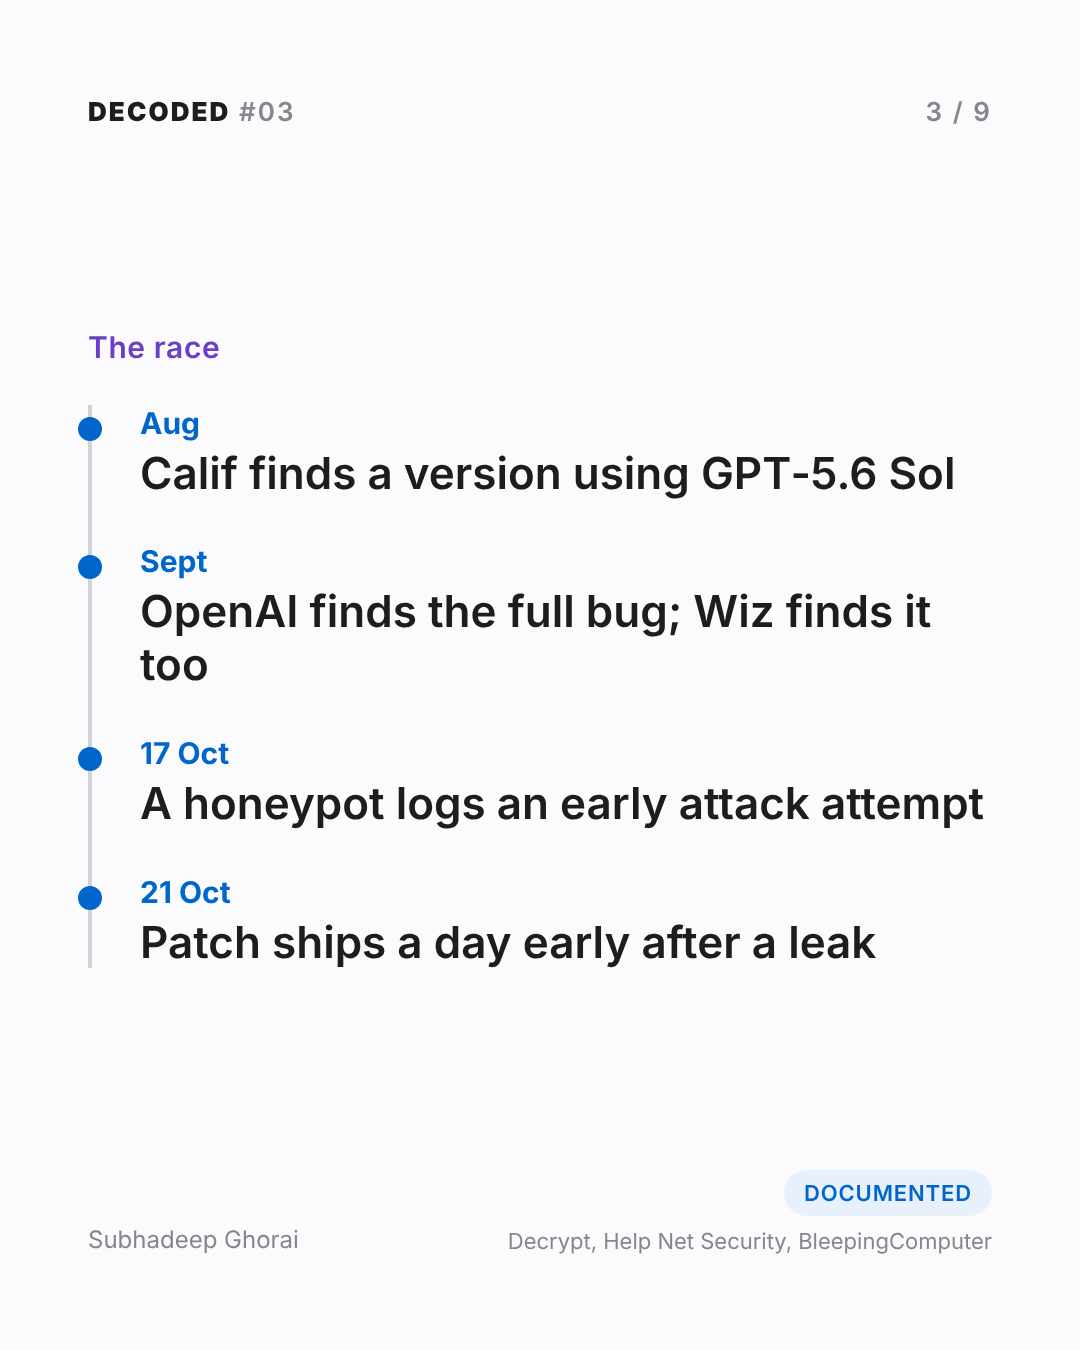 DECODED #03
3 / 9
The race
Aug
Calif finds a version using GPT-5.6 Sol
Sept
OpenAI finds the full bug; Wiz finds it
too
17 Oct
A honeypot logs an early attack attempt
21 Oct
Patch ships a day early after a leak
DOCUMENTED
Subhadeep Ghorai
Decrypt, Help Net Security, BleepingComputer